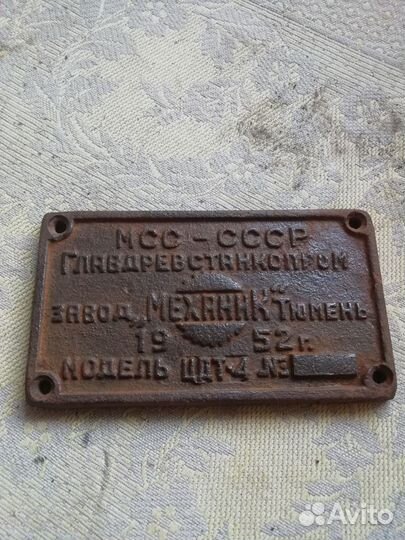 МСС-СССР
ГЛАВДРЕВСТАНКОПРОМ
ЗАВОД „МЕХАНИК" ТЮМЕНЬ
19 52 г.
МОДЕЛЬ ЦДТ-4 №
Avito